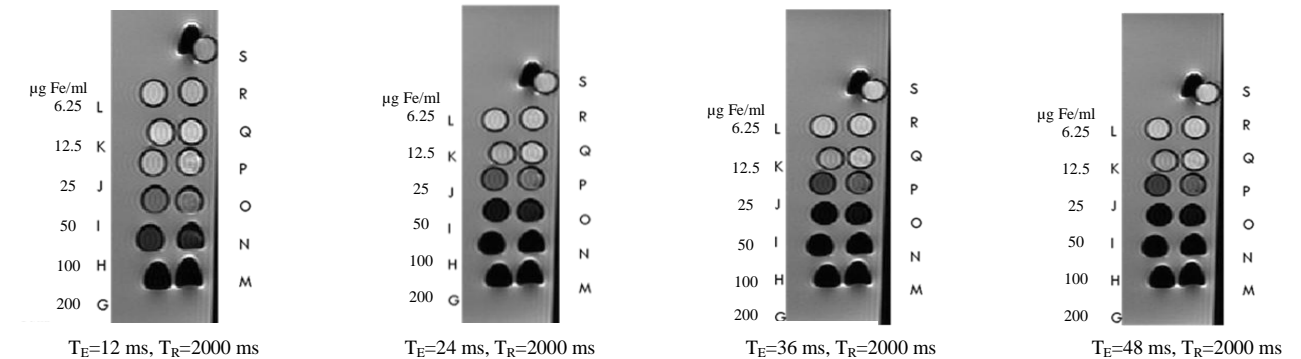 µg Fe/ml
6.25 L
12.5 K
25 J
50 I
100 H
200 G
S
R
Q
P
O
N
M
T_E=12 ms, T_R=2000 ms
µg Fe/ml
6.25 L
12.5 K
25 J
50 I
100 H
200 G
S
R
Q
P
O
N
M
T_E=24 ms, T_R=2000 ms
µg Fe/ml
6.25 L
12.5 K
25 J
50 I
100 H
200 G
S
R
Q
P
O
N
M
T_E=36 ms, T_R=2000 ms
µg Fe/ml
6.25 L
12.5 K
25 J
50 I
100 H
200 G
S
R
Q
P
O
N
M
T_E=48 ms, T_R=2000 ms